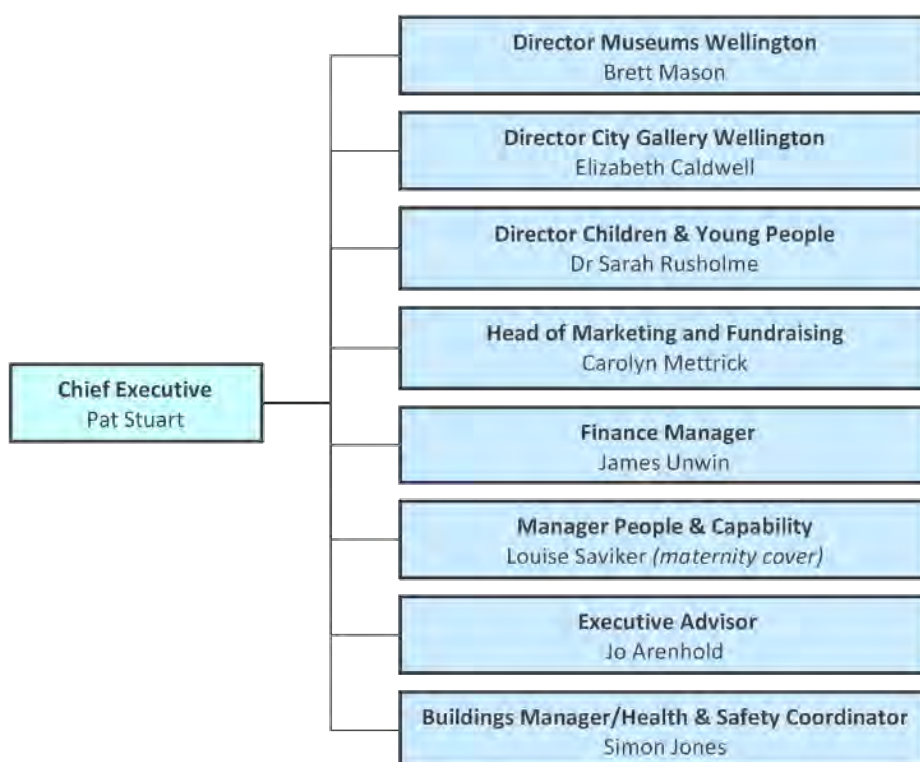 Director Museums Wellington
Brett Mason
Director City Gallery Wellington
Elizabeth Caldwell
Director Children & Young People
Dr Sarah Rusholme
Head of Marketing and Fundraising
Carolyn Mettrick
Chief Executive
Pat Stuart
Finance Manager
James Unwin
Manager People & Capability
Louise Saviker (maternity cover)
Executive Advisor
Jo Arenhold
Buildings Manager/Health & Safety Coordinator
Simon Jones